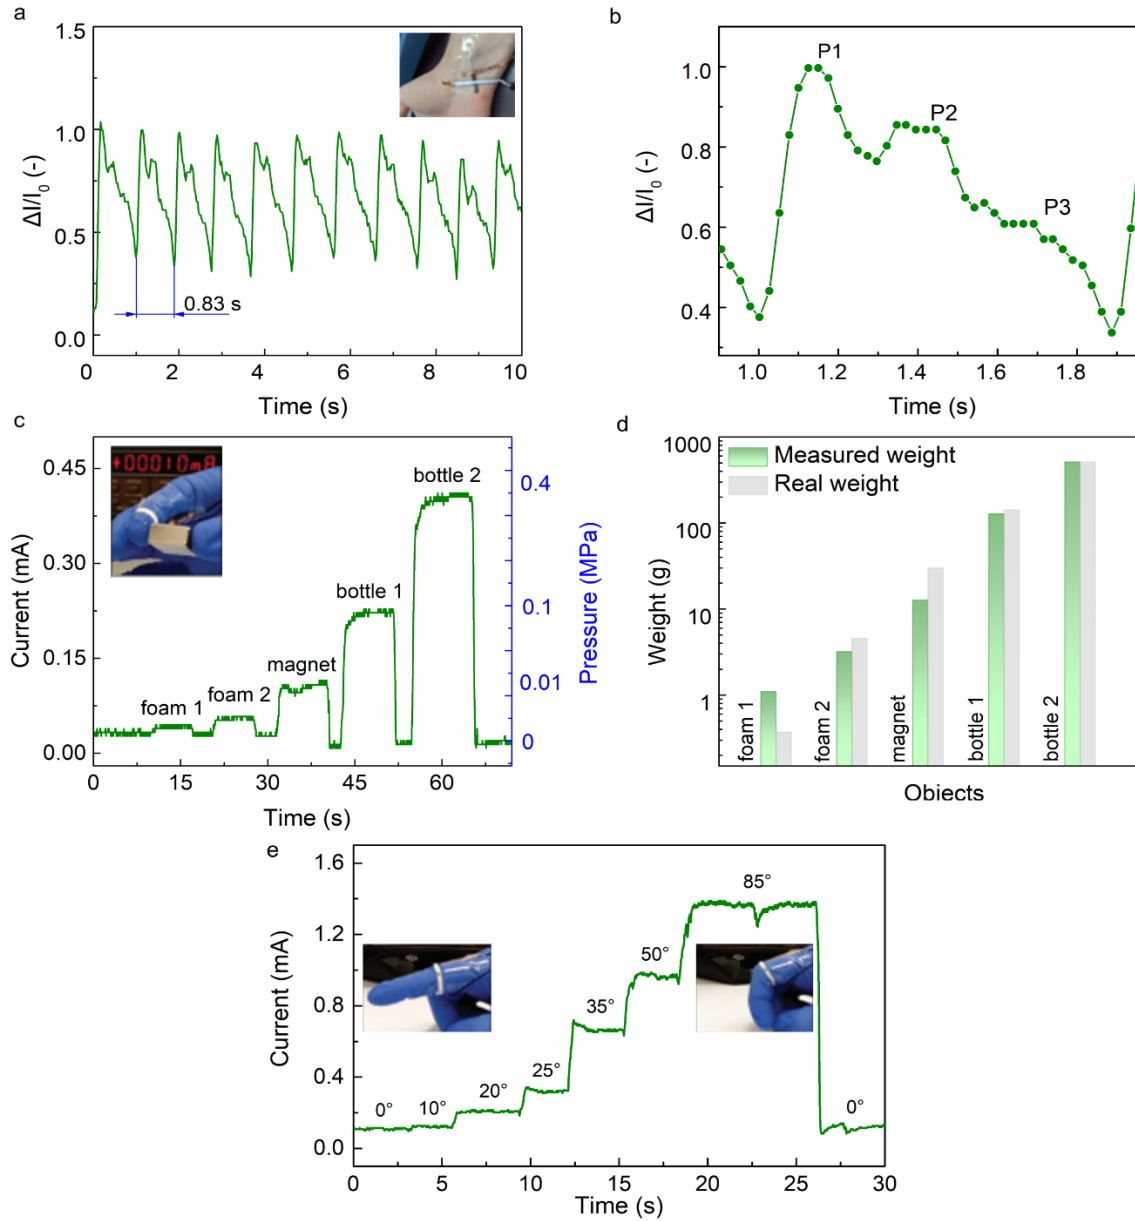 a
1.5
1.0
0.5
0.0
ΔI/I₀ (-)
0.83 s
0 2 4 6 8 10
Time (s)
b
1.0
0.8
0.6
0.4
ΔI/I₀ (-)
P1
P2
P3
1.0 1.2 1.4 1.6 1.8
Time (s)
c
0.45
0.30
0.15
0.00
Current (mA)
+00010mA
foam 1
foam 2
magnet
bottle 1
bottle 2
0.4
0.1
0.01
0
Pressure (MPa)
0 15 30 45 60
Time (s)
d
1000
100
10
1
Weight (g)
Measured weight
Real weight
foam 1
foam 2
magnet
bottle 1
bottle 2
Objects
e
1.6
1.2
0.8
0.4
0.0
Current (mA)
0°
10°
20°
25°
35°
50°
85°
0°
0 5 10 15 20 25 30
Time (s)